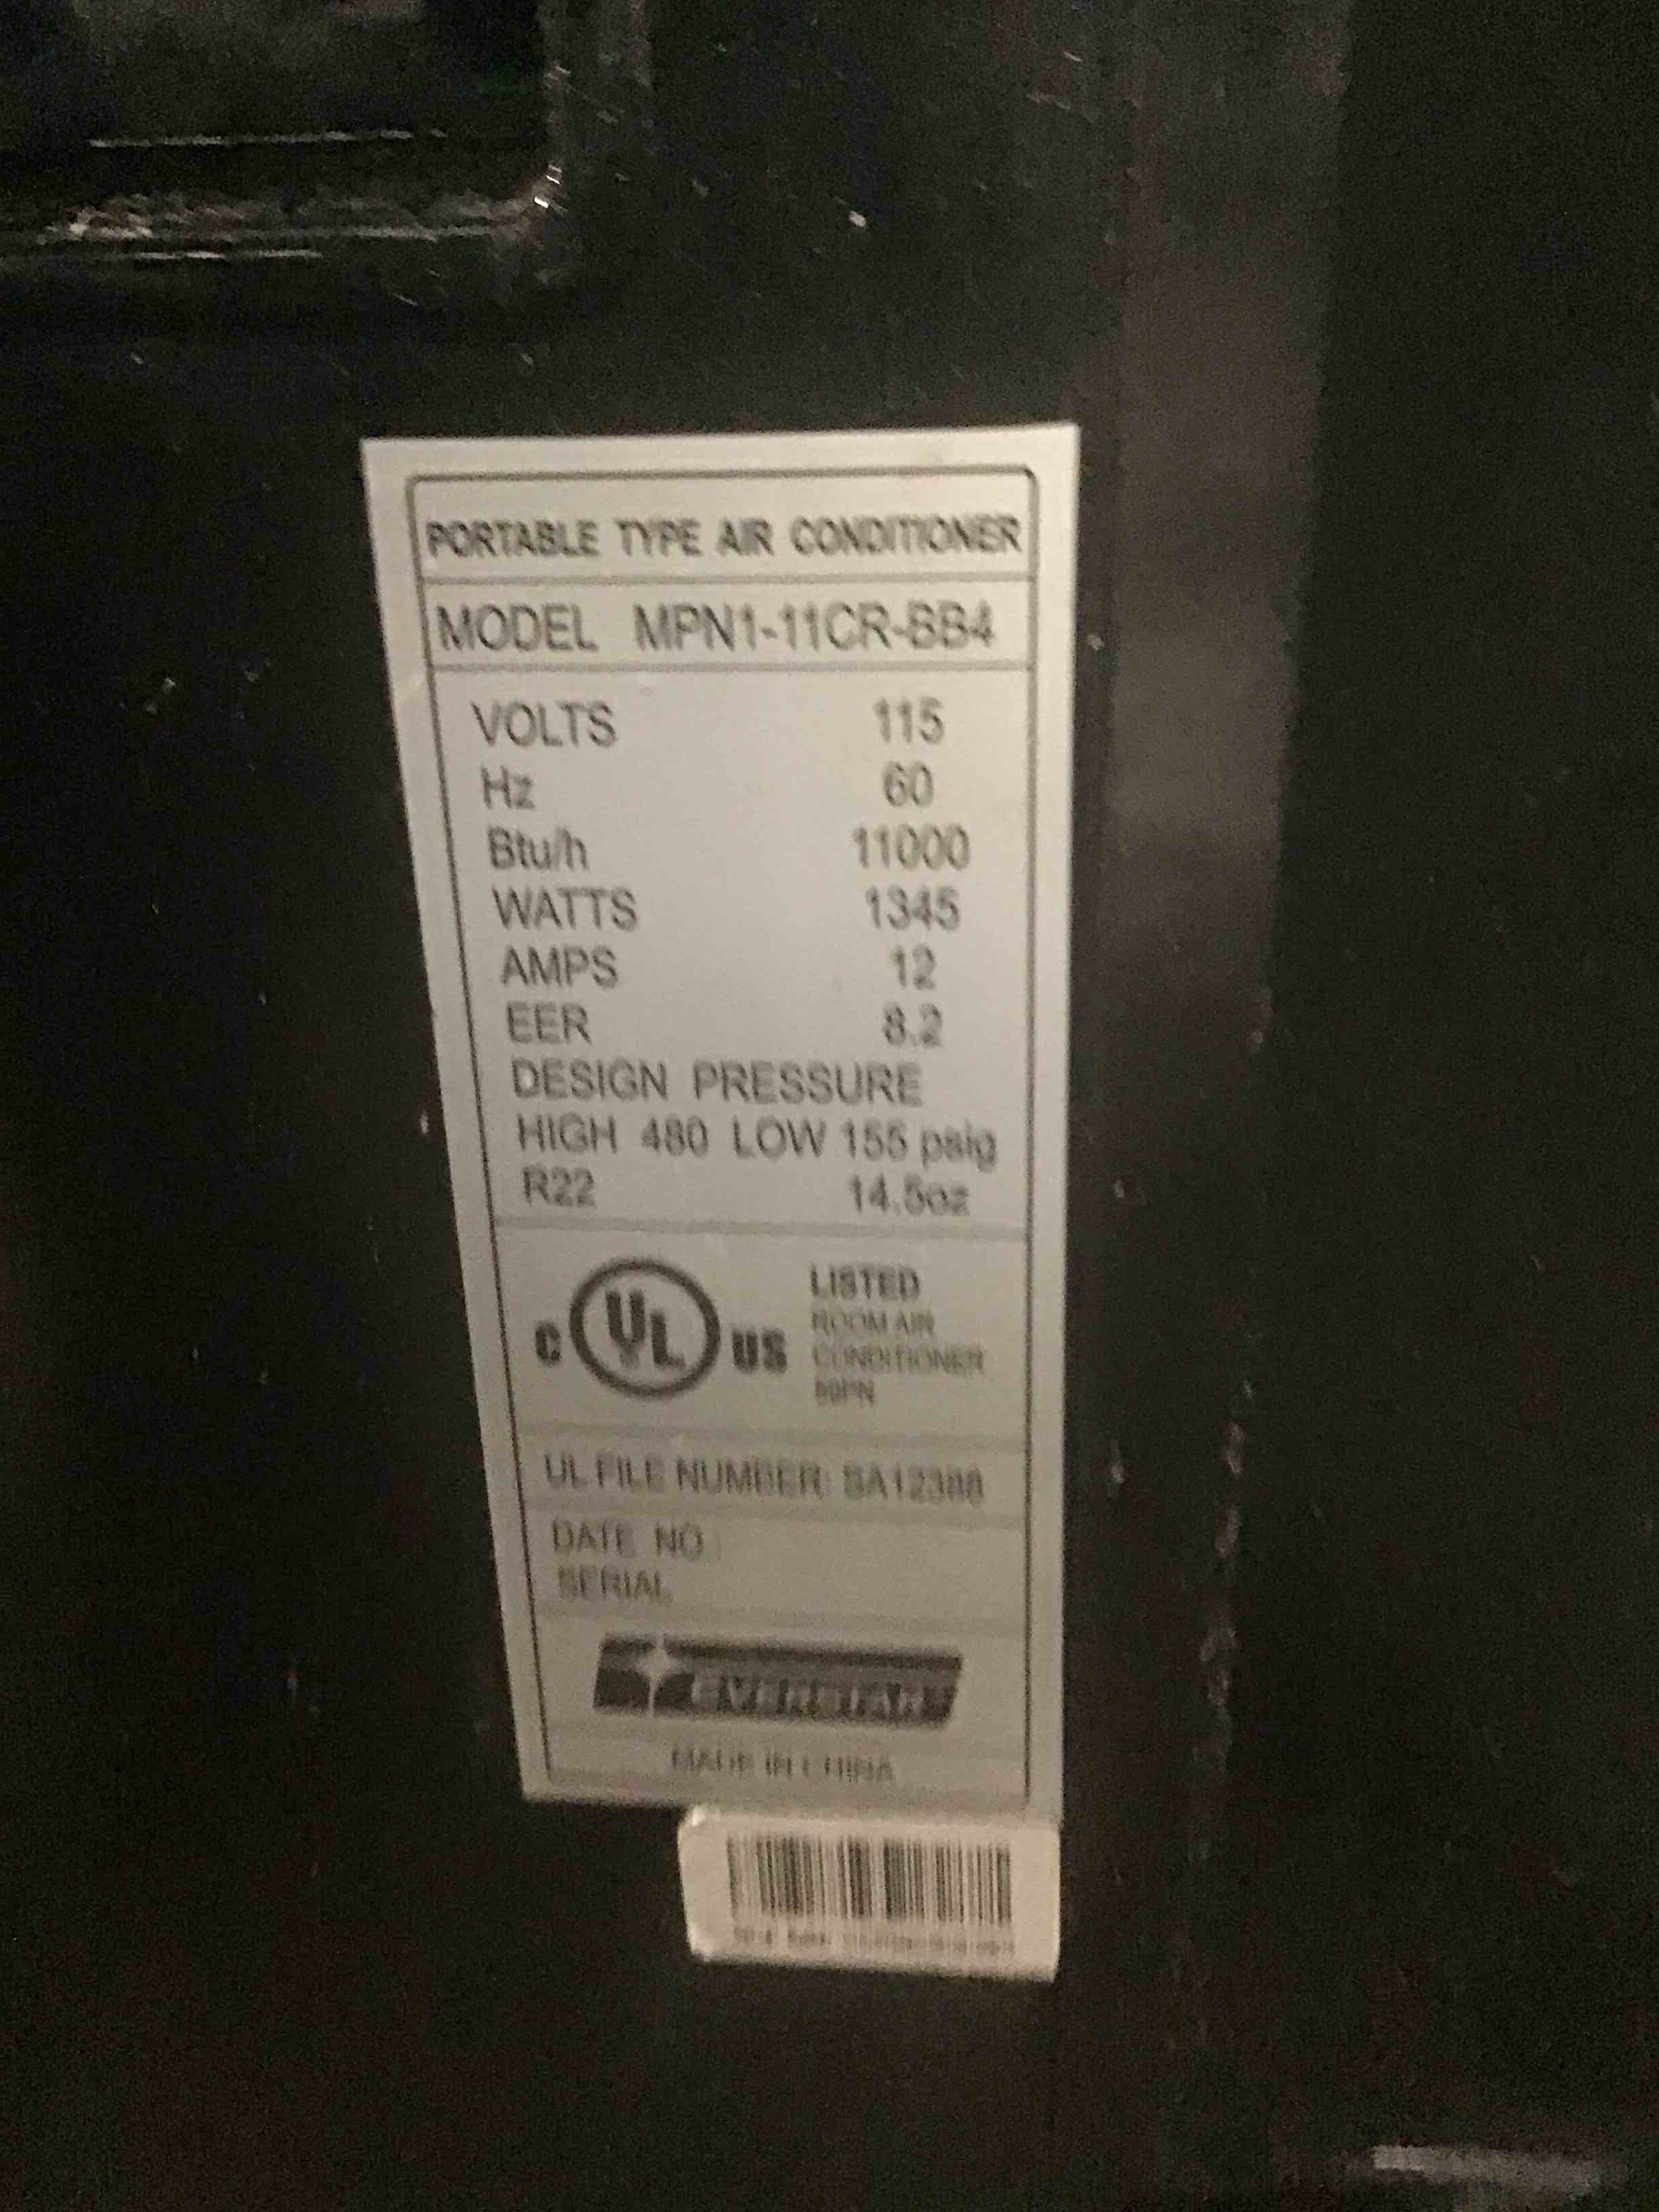 PORTABLE TYPE AIR CONDITIONER
MODEL MPN1-11CR-BB4
VOLTS 115
Hz 60
Btu/h 11000
WATTS 1345
AMPS 12
EER 8.2
DESIGN PRESSURE
HIGH 480 LOW 155 psig
R22 14.5oz
C UL US
LISTED
ROOM AIR
CONDITIONER
UL FILE NUMBER:
DATE NO
SERIAL
EVERSTAR
MADE IN CHINA